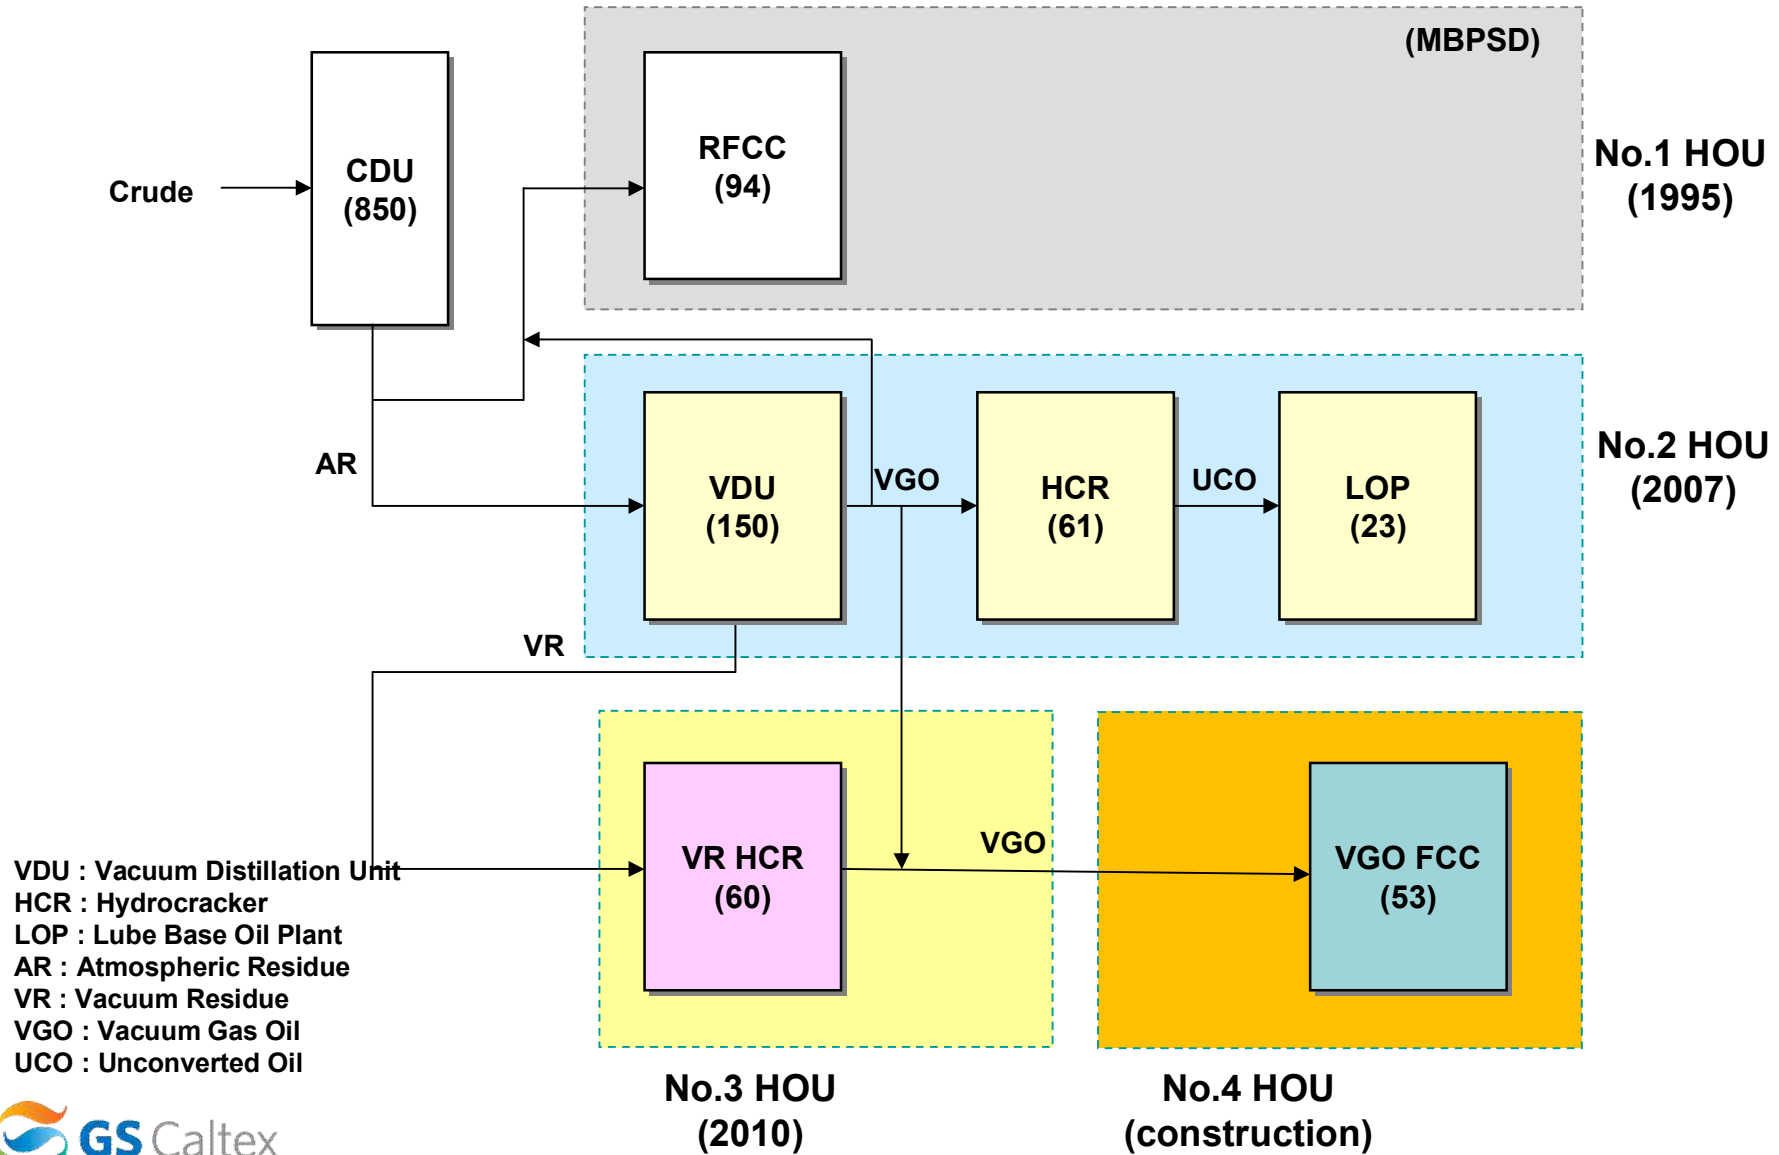 (MBPSD)
Crude
CDU
(850)
RFCC
(94)
No.1 HOU
(1995)
AR
VDU
(150)
VGO
HCR
(61)
UCO
LOP
(23)
No.2 HOU
(2007)
VR
VR HCR
(60)
VGO
VGO FCC
(53)
VDU : Vacuum Distillation Unit
HCR : Hydrocracker
LOP : Lube Base Oil Plant
AR : Atmospheric Residue
VR : Vacuum Residue
VGO : Vacuum Gas Oil
UCO : Unconverted Oil
No.3 HOU
(2010)
No.4 HOU
(construction)
GS Caltex